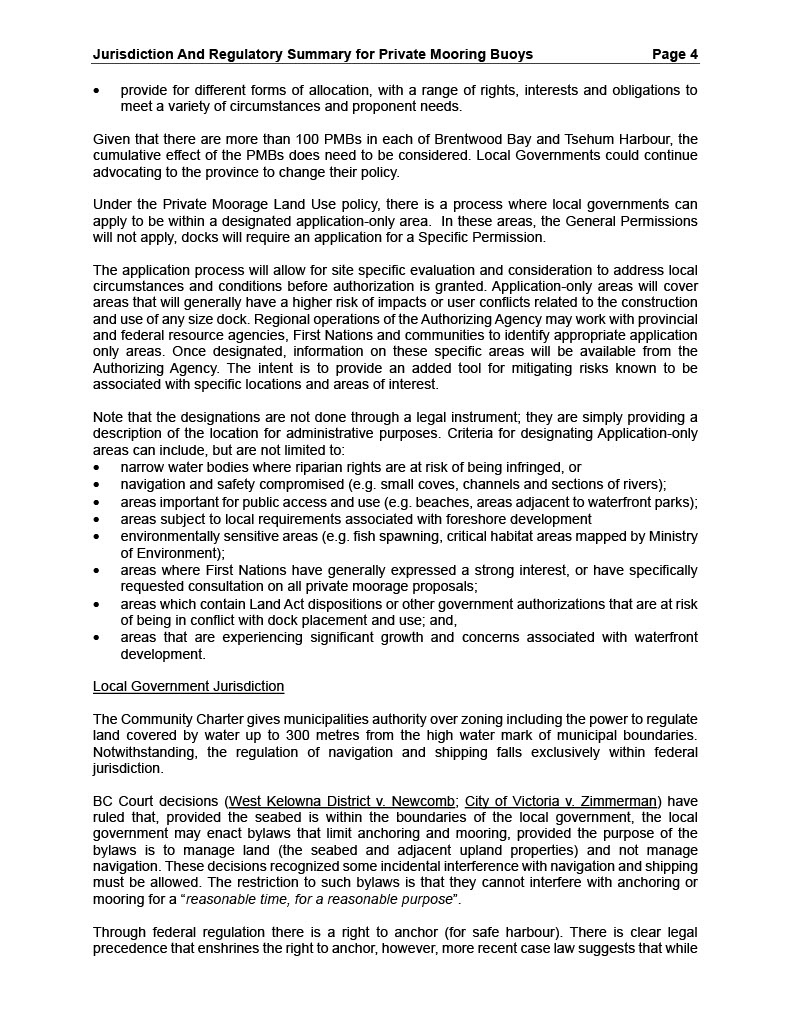 Jurisdiction And Regulatory Summary for Private Mooring Buoys Page 4
• provide for different forms of allocation, with a range of rights, interests and obligations to
meet a variety of circumstances and proponent needs.
Given that there are more than 100 PMBs in each of Brentwood Bay and Tsehum Harbour, the
cumulative effect of the PMBs does need to be considered. Local Governments could continue
advocating to the province to change their policy.
Under the Private Moorage Land Use policy, there is a process where local governments can
apply to be within a designated application-only area. In these areas, the General Permissions
will not apply, docks will require an application for a Specific Permission.
The application process will allow for site specific evaluation and consideration to address local
circumstances and conditions before authorization is granted. Application-only areas will cover
areas that will generally have a higher risk of impacts or user conflicts related to the construction
and use of any size dock. Regional operations of the Authorizing Agency may work with provincial
and federal resource agencies, First Nations and communities to identify appropriate application
only areas. Once designated, information on these specific areas will be available from the
Authorizing Agency. The intent is to provide an added tool for mitigating risks known to be
associated with specific locations and areas of interest.
Note that the designations are not done through a legal instrument; they are simply providing a
description of the location for administrative purposes. Criteria for designating Application-only
areas can include, but are not limited to:
• narrow water bodies where riparian rights are at risk of being infringed, or
• navigation and safety compromised (e.g. small coves, channels and sections of rivers);
• areas important for public access and use (e.g. beaches, areas adjacent to waterfront parks);
• areas subject to local requirements associated with foreshore development
• environmentally sensitive areas (e.g. fish spawning, critical habitat areas mapped by Ministry
of Environment);
• areas where First Nations have generally expressed a strong interest, or have specifically
requested consultation on all private moorage proposals;
• areas which contain Land Act dispositions or other government authorizations that are at risk
of being in conflict with dock placement and use; and,
• areas that are experiencing significant growth and concerns associated with waterfront
development.
Local Government Jurisdiction
The Community Charter gives municipalities authority over zoning including the power to regulate
land covered by water up to 300 metres from the high water mark of municipal boundaries.
Notwithstanding, the regulation of navigation and shipping falls exclusively within federal
jurisdiction.
BC Court decisions (West Kelowna District v. Newcomb; City of Victoria v. Zimmerman) have
ruled that, provided the seabed is within the boundaries of the local government, the local
government may enact bylaws that limit anchoring and mooring, provided the purpose of the
bylaws is to manage land (the seabed and adjacent upland properties) and not manage
navigation. These decisions recognized some incidental interference with navigation and shipping
must be allowed. The restriction to such bylaws is that they cannot interfere with anchoring or
mooring for a “reasonable time, for a reasonable purpose”.
Through federal regulation there is a right to anchor (for safe harbour). There is clear legal
precedence that enshrines the right to anchor, however, more recent case law suggests that while